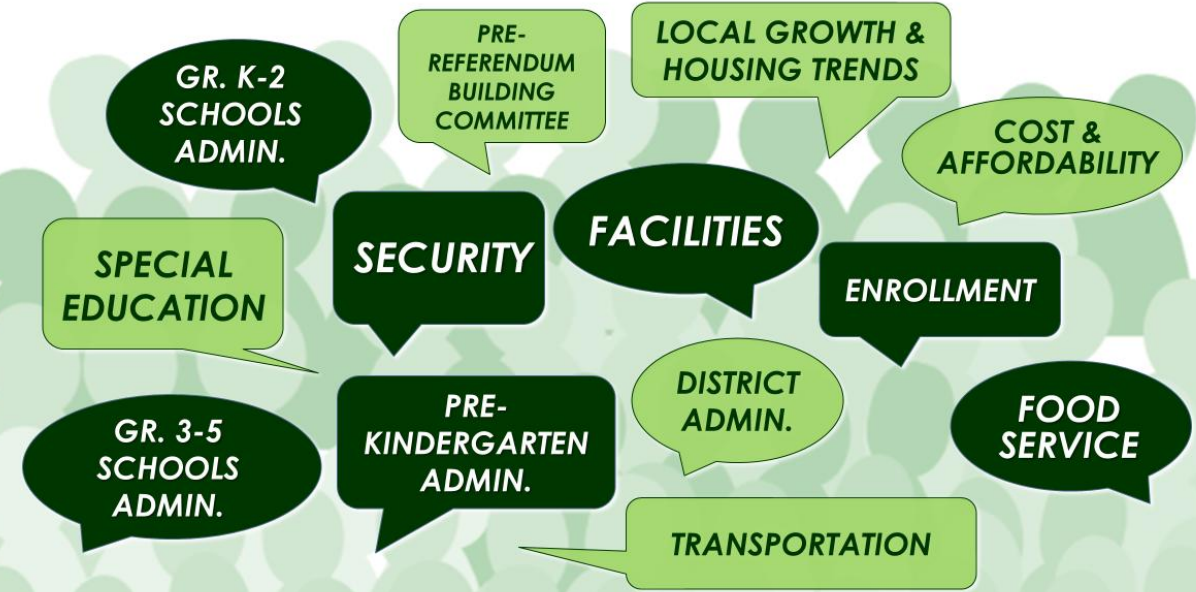 PRE-
REFERENDUM
BUILDING
COMMITTEE
LOCAL GROWTH &
HOUSING TRENDS
GR. K-2
SCHOOLS
ADMIN.
COST &
AFFORDABILITY
SPECIAL
EDUCATION
SECURITY
FACILITIES
ENROLLMENT
GR. 3-5
SCHOOLS
ADMIN.
PRE-
KINDERGARTEN
ADMIN.
DISTRICT
ADMIN.
FOOD
SERVICE
TRANSPORTATION